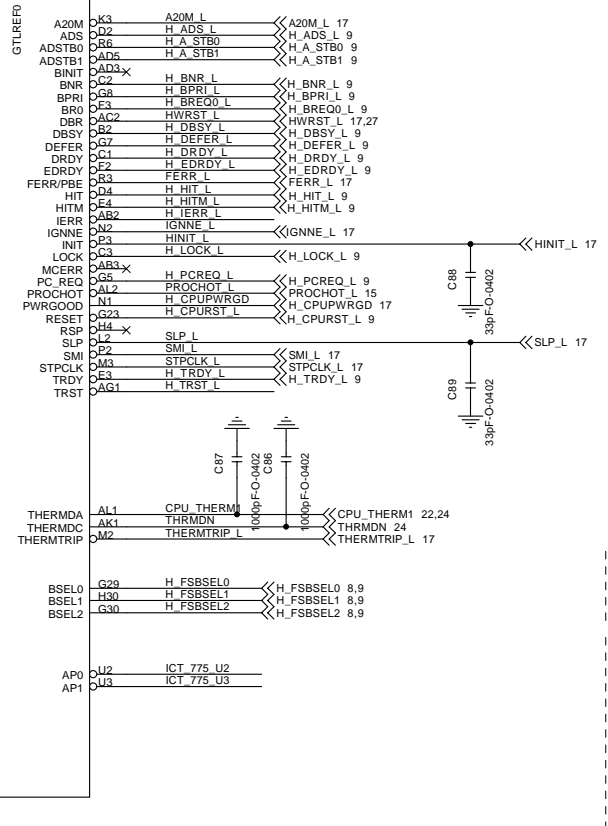 GTLREF0
A20M K3 A20M_L A20M_L 17
ADS D2 H_ADS_L H_ADS_L 9
ADSTB0 R6 H_A_STB0 H_A_STB0 9
ADSTB1 AD5 H_A_STB1 H_A_STB1 9
BINIT AD3
BNR C2 H_BNR_L H_BNR_L 9
BPRI G8 H_BPRI_L H_BPRI_L 9
BR0 F3 H_BREQ0_L H_BREQ0_L 9
DBR AC2 HWRST_L HWRST_L 17,27
DBSY B2 H_DBSY_L H_DBSY_L 9
DEFER G7 H_DEFER_L H_DEFER_L 9
DRDY C1 H_DRDY_L H_DRDY_L 9
EDRDY F2 H_EDRDY_L H_EDRDY_L 9
FERR/PBE R3 FERR_L FERR_L 17
HIT D4 H_HIT_L H_HIT_L 9
HITM E4 H_HITM_L H_HITM_L 9
IERR AB2 H_IERR_L
IGNNE N2 IGNNE_L IGNNE_L 17
INIT P3 HINIT_L HINIT_L 17
LOCK C3 H_LOCK_L H_LOCK_L 9
MCERR AB3
PC_REQ G5 H_PCREQ_L H_PCREQ_L 9
PROCHOT AL2 PROCHOT_L PROCHOT_L 15
PWRGOOD N1 H_CPUPWRGD H_CPUPWRGD 17
RESET G23 H_CPURST_L H_CPURST_L 9
RSP H4
SLP L2 SLP_L SLP_L 17
SMI P2 SMI_L SMI_L 17
STPCLK M3 STPCLK_L STPCLK_L 17
TRDY E3 H_TRDY_L H_TRDY_L 9
TRST AG1 H_TRST_L
C88
33pF-O-0402
C89
33pF-O-0402
C87
1000pF-O-0402
C86
1000pF-O-0402
THERMDA AL1 CPU_THERM1 CPU_THERM1 22,24
THERMDC AK1 THRMDN THRMDN 24
THERMTRIP M2 THERMTRIP_L THERMTRIP_L 17
BSEL0 G29 H_FSBSEL0 H_FSBSEL0 8,9
BSEL1 H30 H_FSBSEL1 H_FSBSEL1 8,9
BSEL2 G30 H_FSBSEL2 H_FSBSEL2 8,9
AP0 U2 ICT_775_U2
AP1 U3 ICT_775_U3